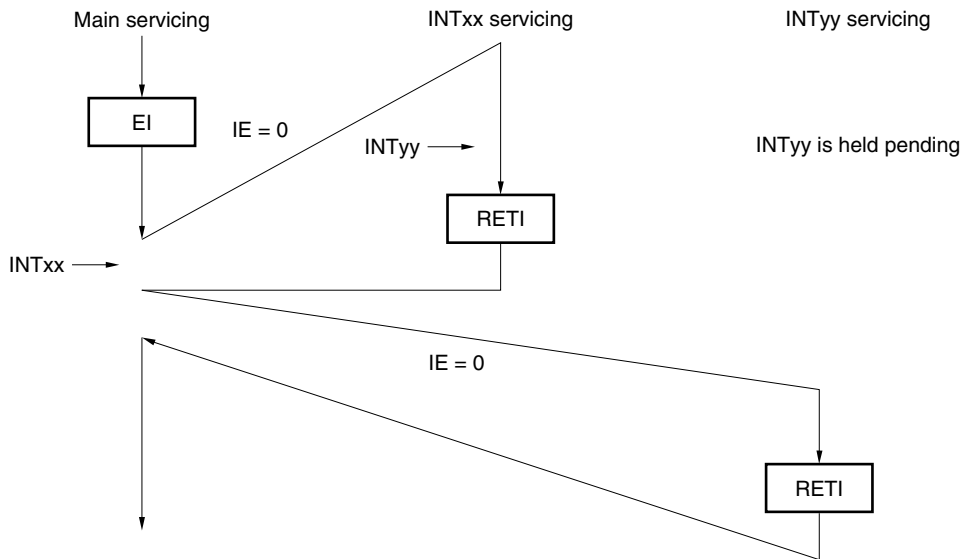 Main servicing
INTxx servicing
INTyy servicing
EI
IE = 0
INTyy
INTyy is held pending
RETI
INTxx
IE = 0
RETI